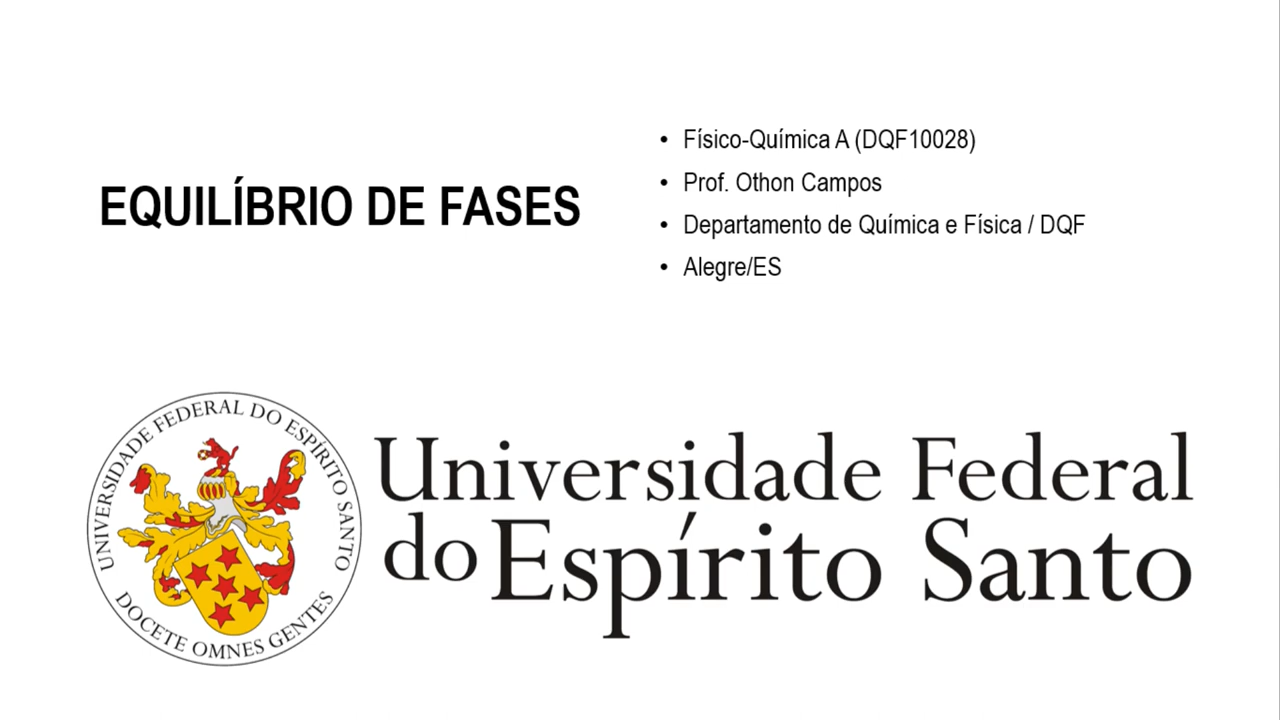 EQUILÍBRIO DE FASES
• Físico-Química A (DQF10028)
• Prof. Othon Campos
• Departamento de Química e Física / DQF
• Alegre/ES
UNIVERSIDADE FEDERAL DO ESPÍRITO SANTO
DOCETE OMNES GENTES
Universidade Federal
do Espírito Santo